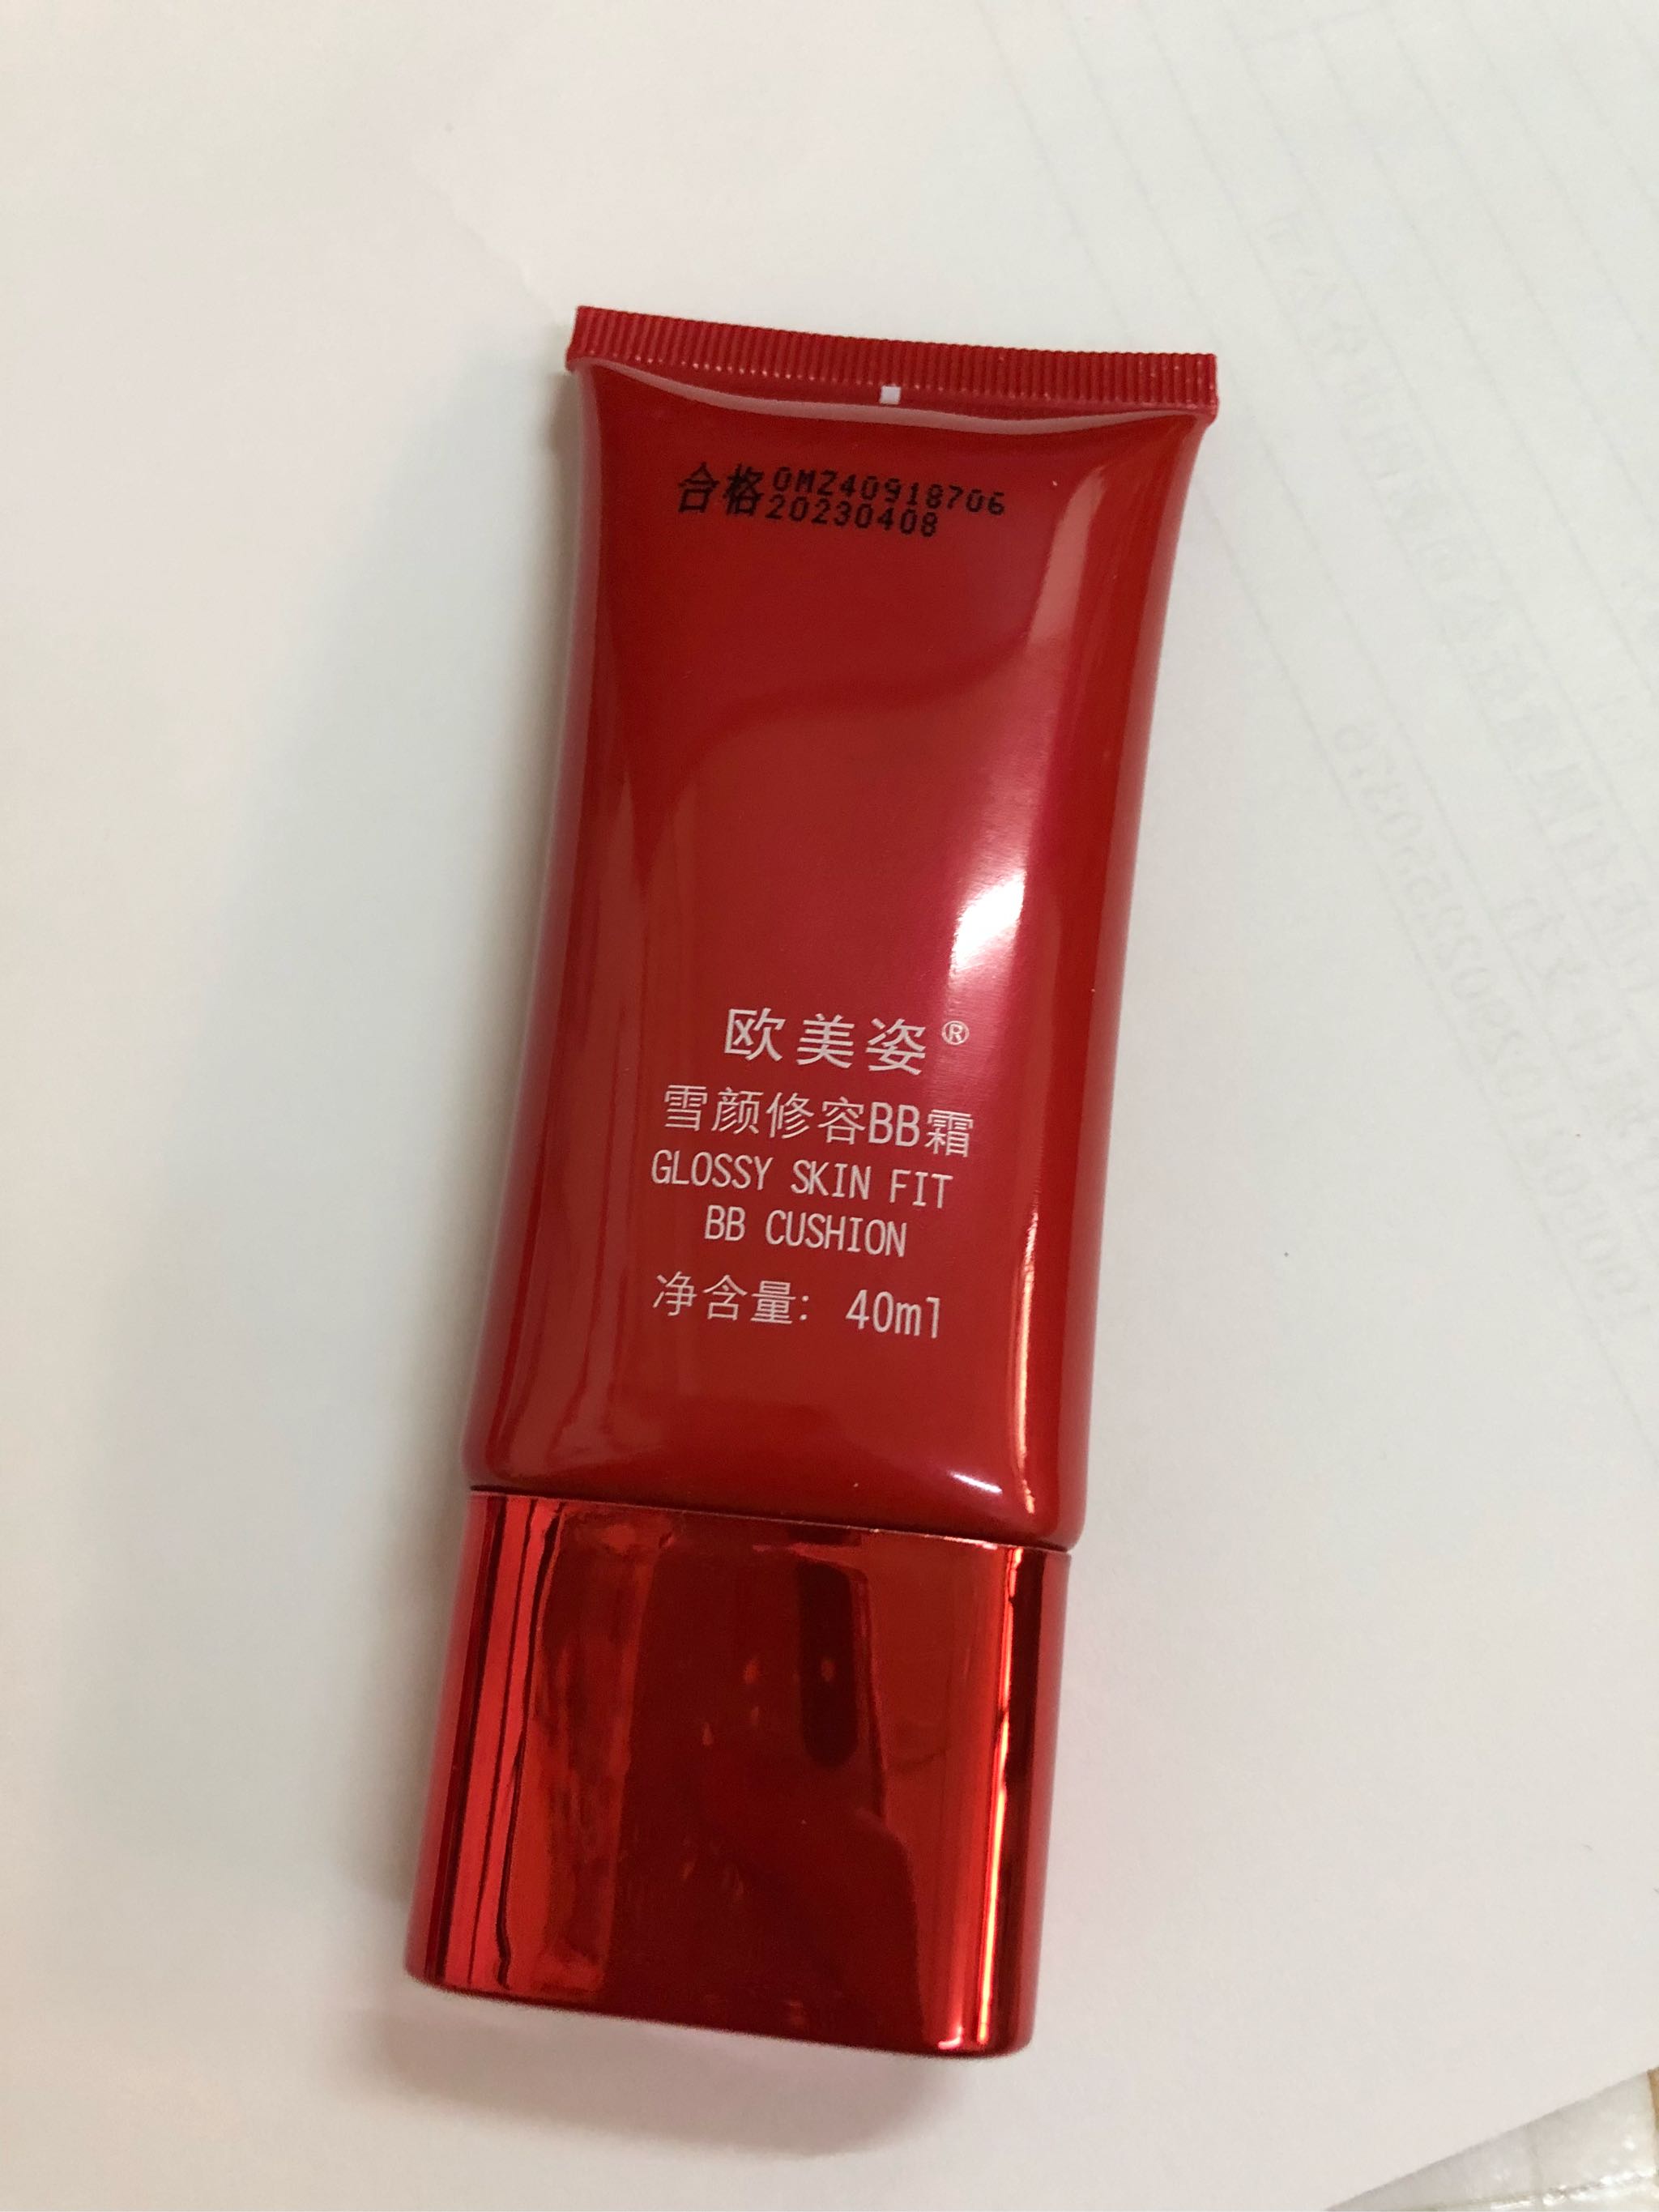 合格 OMZ40918706
20230408
欧美姿®
雪颜修容BB霜
GLOSSY SKIN FIT
BB CUSHION
净含量: 40ml